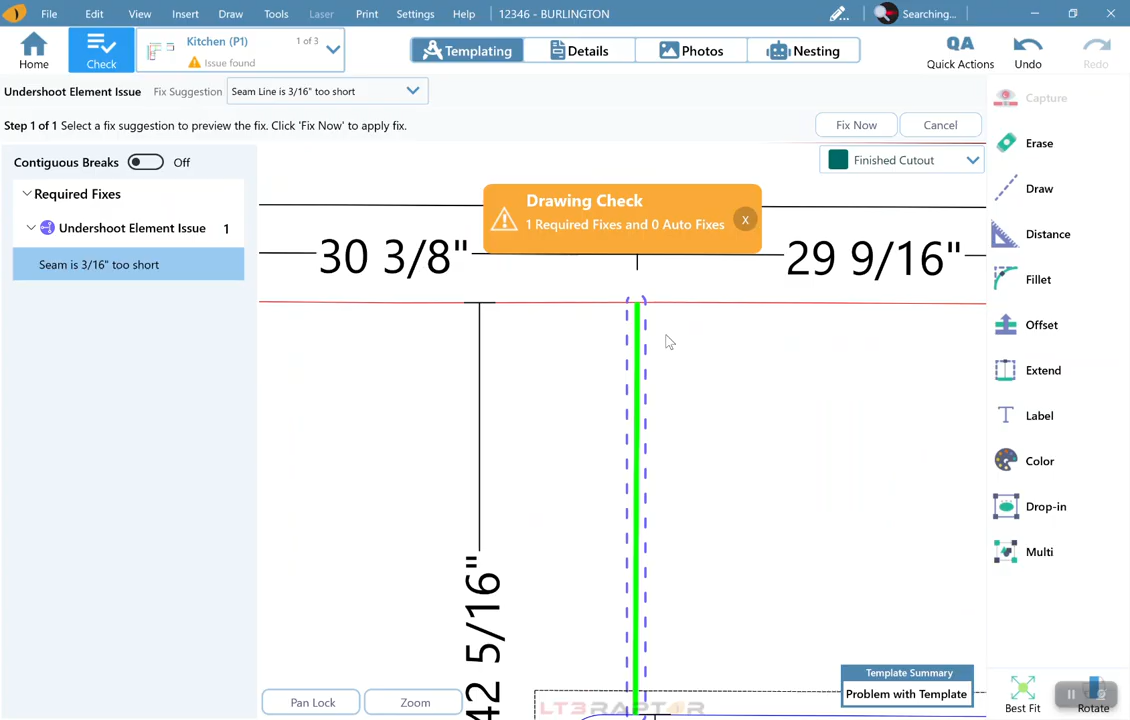 File Edit View Insert Draw Tools Laser Print Settings Help 12346 - BURLINGTON Searching...
Home
Check
Kitchen (P1)
1 of 3
Issue found
Templating Details Photos Nesting
QA
Quick Actions
Undo
Redo
Undershoot Element Issue Fix Suggestion Seam Line is 3/16" too short
Step 1 of 1 Select a fix suggestion to preview the fix. Click 'Fix Now' to apply fix.
Fix Now
Cancel
Contiguous Breaks Off
Required Fixes
Undershoot Element Issue 1
Seam is 3/16" too short
Finished Cutout
Drawing Check
1 Required Fixes and 0 Auto Fixes
X
30 3/8"
29 9/16"
42 5/16"
Capture
Erase
Draw
Distance
Fillet
Offset
Extend
Label
Color
Drop-in
Multi
Pan Lock
Zoom
LT3RAPTOR
Template Summary
Problem with Template
Best Fit
Rotate